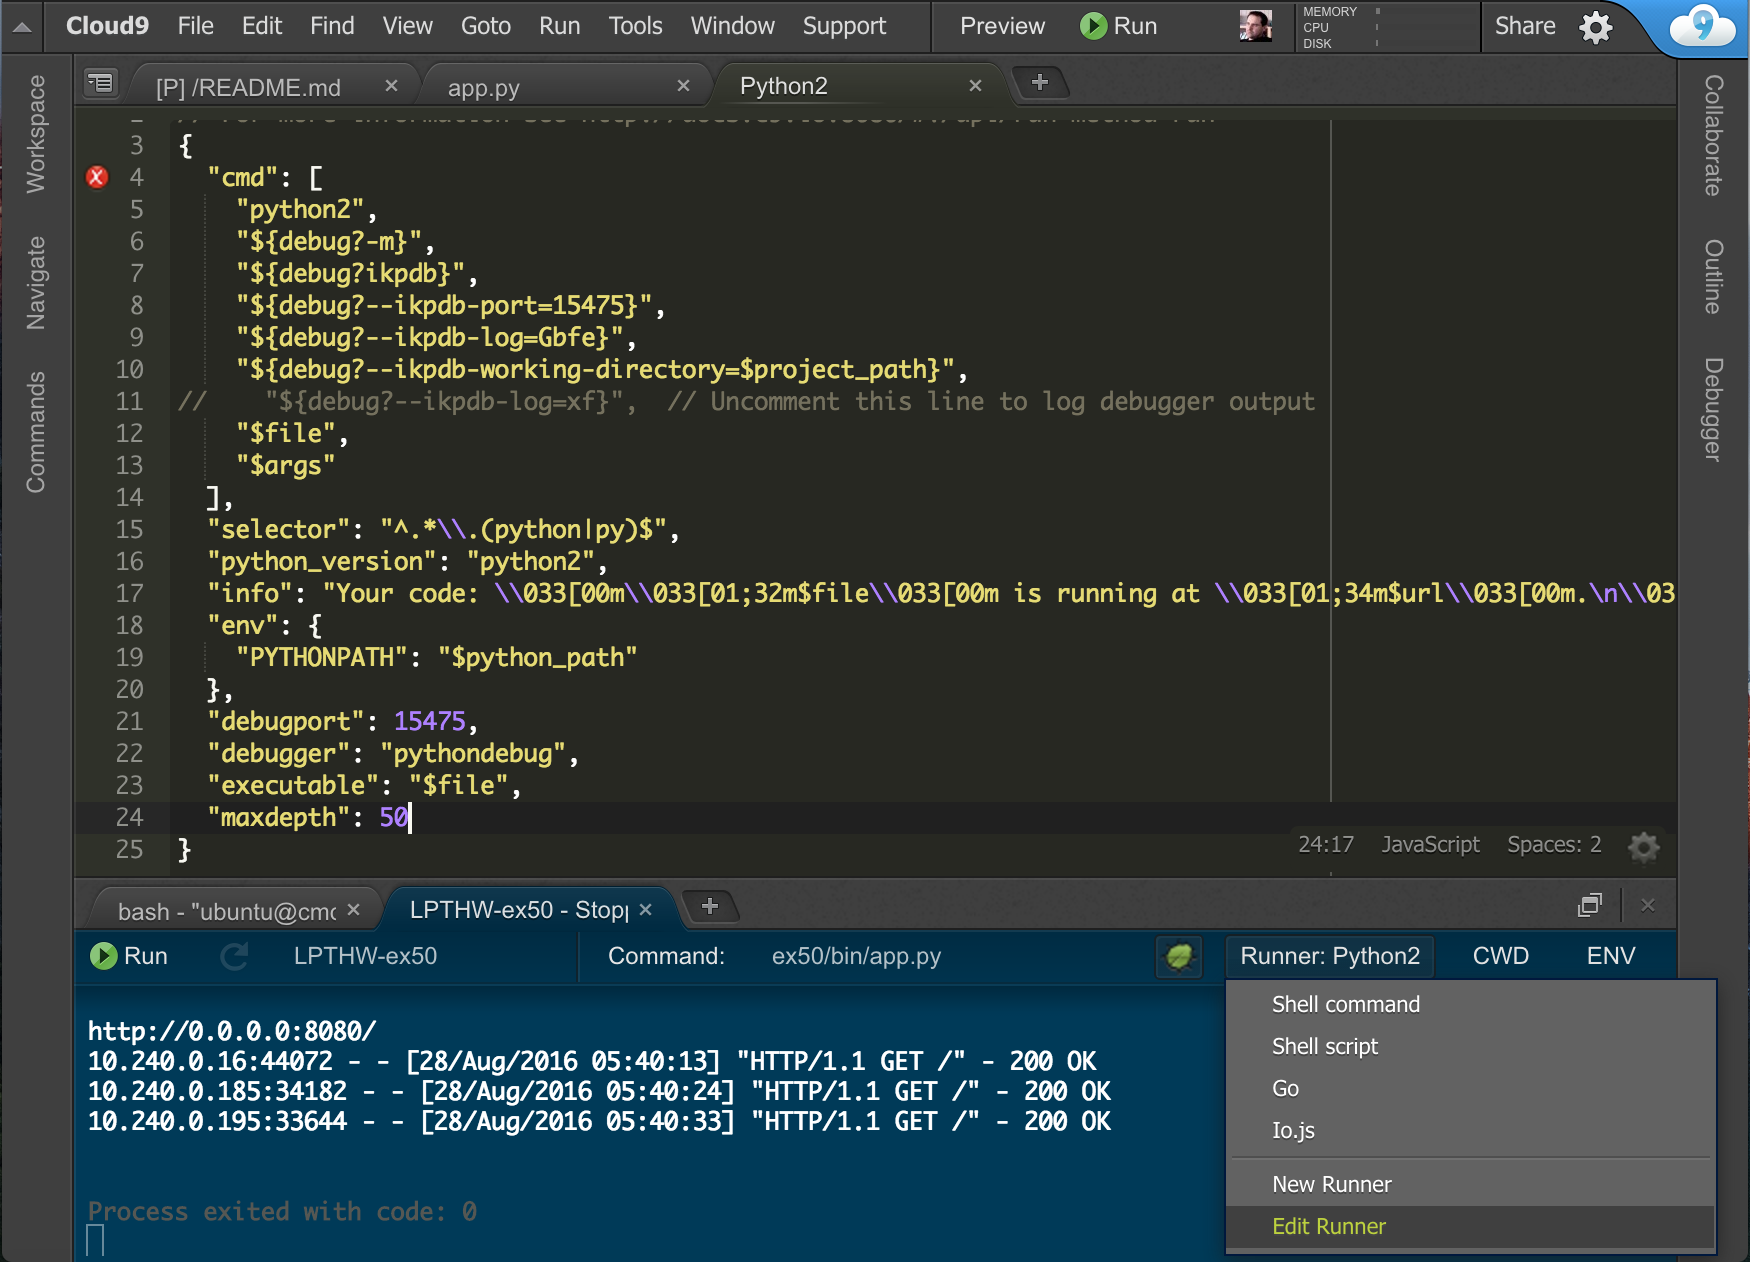 Cloud9 File Edit Find View Goto Run Tools Window Support Preview Run MEMORY CPU DISK Share 9
Workspace
Navigate
Commands
[P] /README.md × app.py × Python2 × +
3 {
4 "cmd": [
5 "python2",
6 "${debug?-m}",
7 "${debug?ikpdb}",
8 "${debug?--ikpdb-port=15475}",
9 "${debug?--ikpdb-log=Gbfe}",
10 "${debug?--ikpdb-working-directory=$project_path}",
11 // "${debug?--ikpdb-log=xf}", // Uncomment this line to log debugger output
12 "$file",
13 "$args"
14 ],
15 "selector": "^.*\\.(python|py)$",
16 "python_version": "python2",
17 "info": "Your code: \\033[00m\\033[01;32m$file\\033[00m is running at \\033[01;34m$url\\033[00m.\n\\03
18 "env": {
19 "PYTHONPATH": "$python_path"
20 },
21 "debugport": 15475,
22 "debugger": "pythondebug",
23 "executable": "$file",
24 "maxdepth": 50
25 }
24:17 JavaScript Spaces: 2
Collaborate
Outline
Debugger
bash - "ubuntu@cmc × LPTHW-ex50 - Stopp × +
Run LPTHW-ex50 Command: ex50/bin/app.py Runner: Python2 CWD ENV
http://0.0.0.0:8080/
10.240.0.16:44072 - - [28/Aug/2016 05:40:13] "HTTP/1.1 GET /" - 200 OK
10.240.0.185:34182 - - [28/Aug/2016 05:40:24] "HTTP/1.1 GET /" - 200 OK
10.240.0.195:33644 - - [28/Aug/2016 05:40:33] "HTTP/1.1 GET /" - 200 OK
Process exited with code: 0
Shell command
Shell script
Go
Io.js
New Runner
Edit Runner